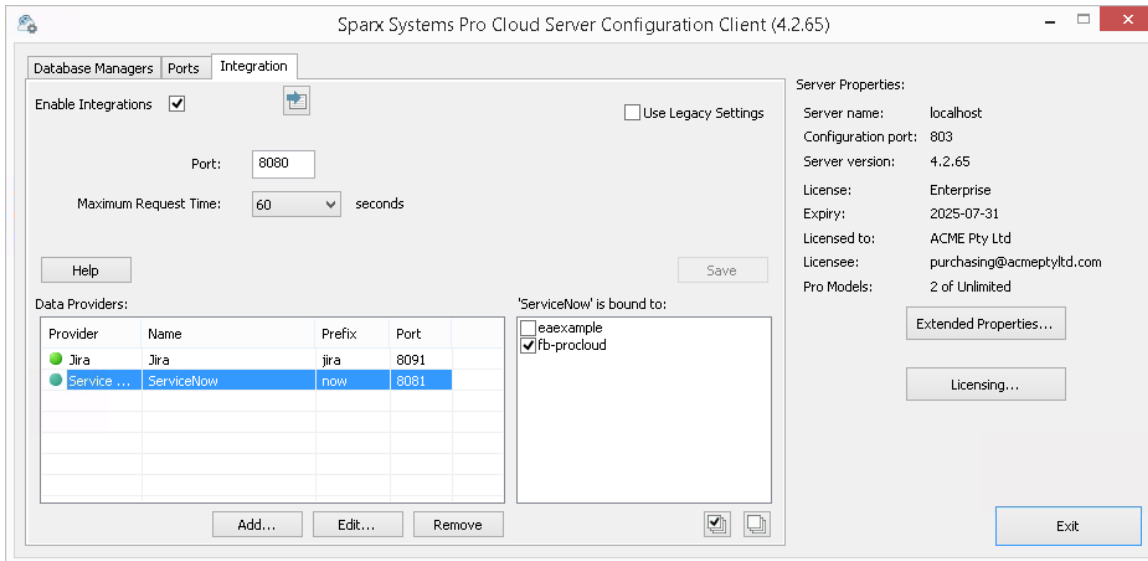 Sparx Systems Pro Cloud Server Configuration Client (4.2.65)
Database Managers Ports Integration
Enable Integrations
Use Legacy Settings
Port: 8080
Maximum Request Time: 60 seconds
Help Save
Data Providers:
Provider Name Prefix Port
Jira Jira jira 8091
Service ... ServiceNow now 8081
Add... Edit... Remove
'ServiceNow' is bound to:
eaexample
fb-procloud
Server Properties:
Server name: localhost
Configuration port: 803
Server version: 4.2.65
License: Enterprise
Expiry: 2025-07-31
Licensed to: ACME Pty Ltd
Licensee: purchasing@acmeptyltd.com
Pro Models: 2 of Unlimited
Extended Properties...
Licensing...
Exit